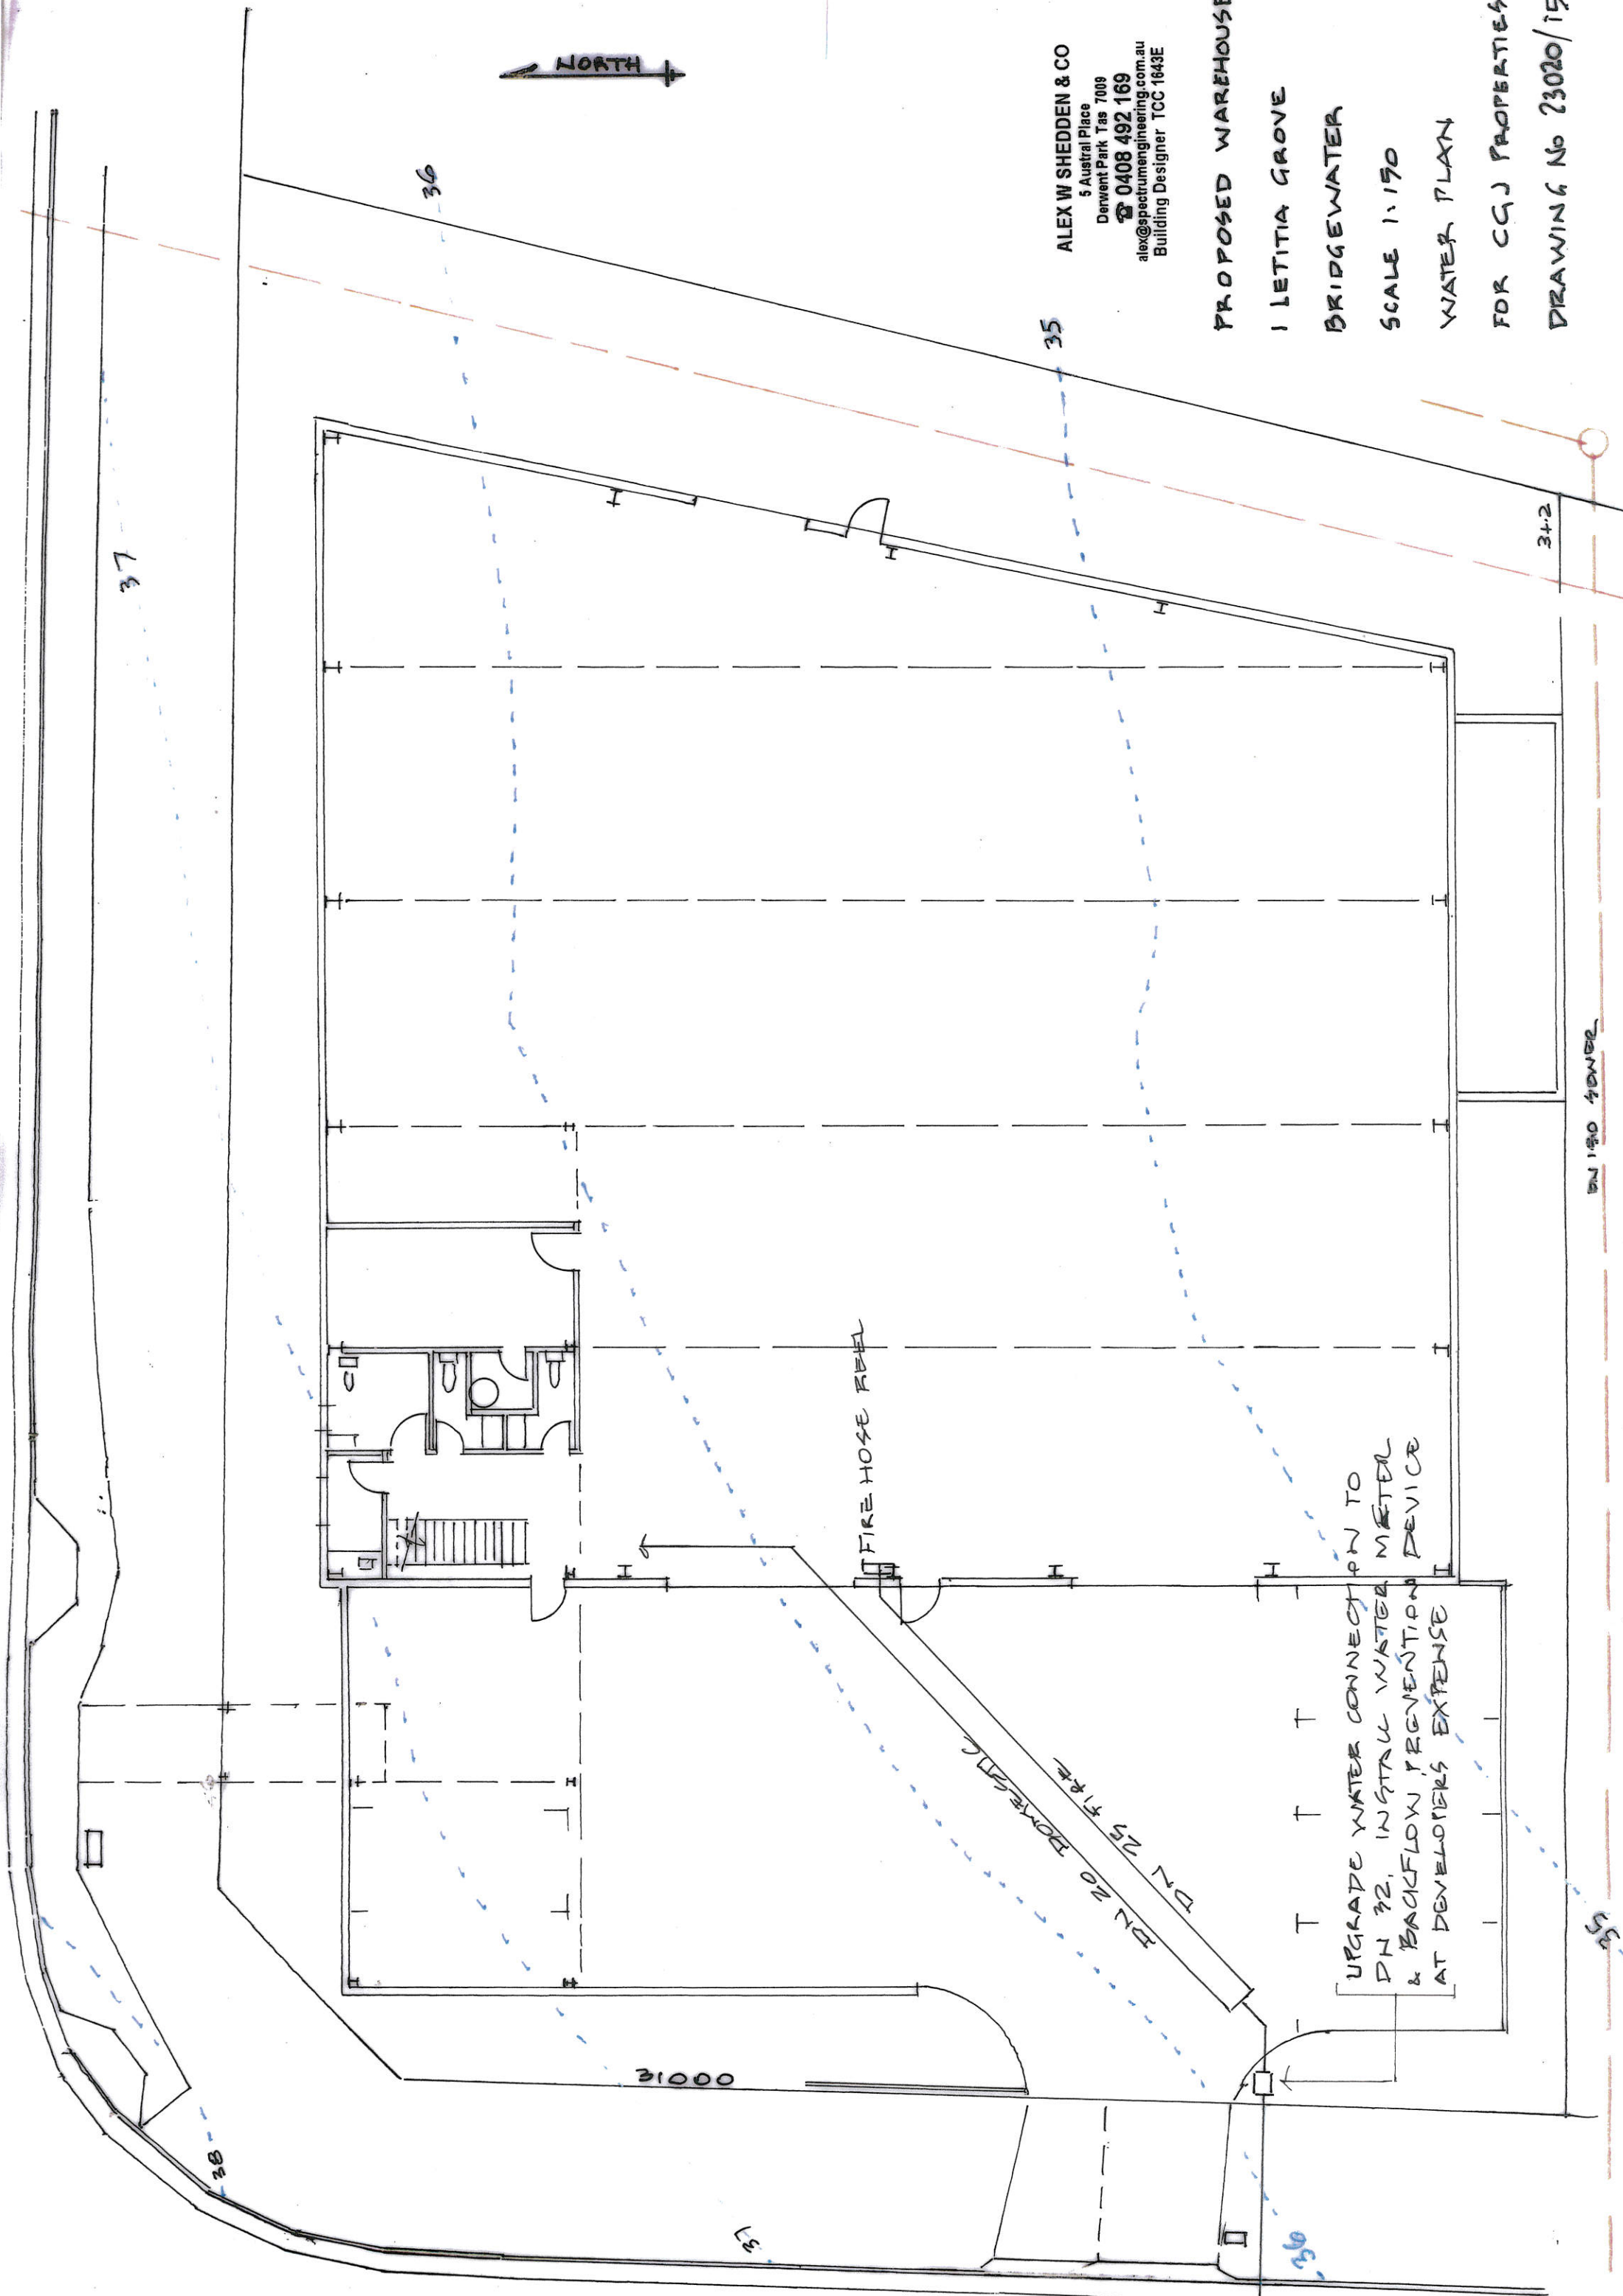 NORTH
ALEX W SHEDDEN & CO
5 Austral Place
Derwent Park Tas 7009
☎ 0408 492 169
alex@spectrumengineering.com.au
Building Designer TCC 1643E
PROPOSED WAREHOUSE
1 LETITIA GROVE
BRIDGEWATER
SCALE 1:150
WATER PLAN
FOR CGJ PROPERTIES
DRAWING No 23020/15
38
37
37
36
36
35
35
34.2
31000
FIRE HOSE REEL
DN 20 DOMESTIC
DN 25 FIRE
UPGRADE WATER CONNECTION TO
DN 32. INSTALL WATER METER
& BACKFLOW PREVENTION DEVICE
AT DEVELOPERS EXPENSE
DN 150 SEWER